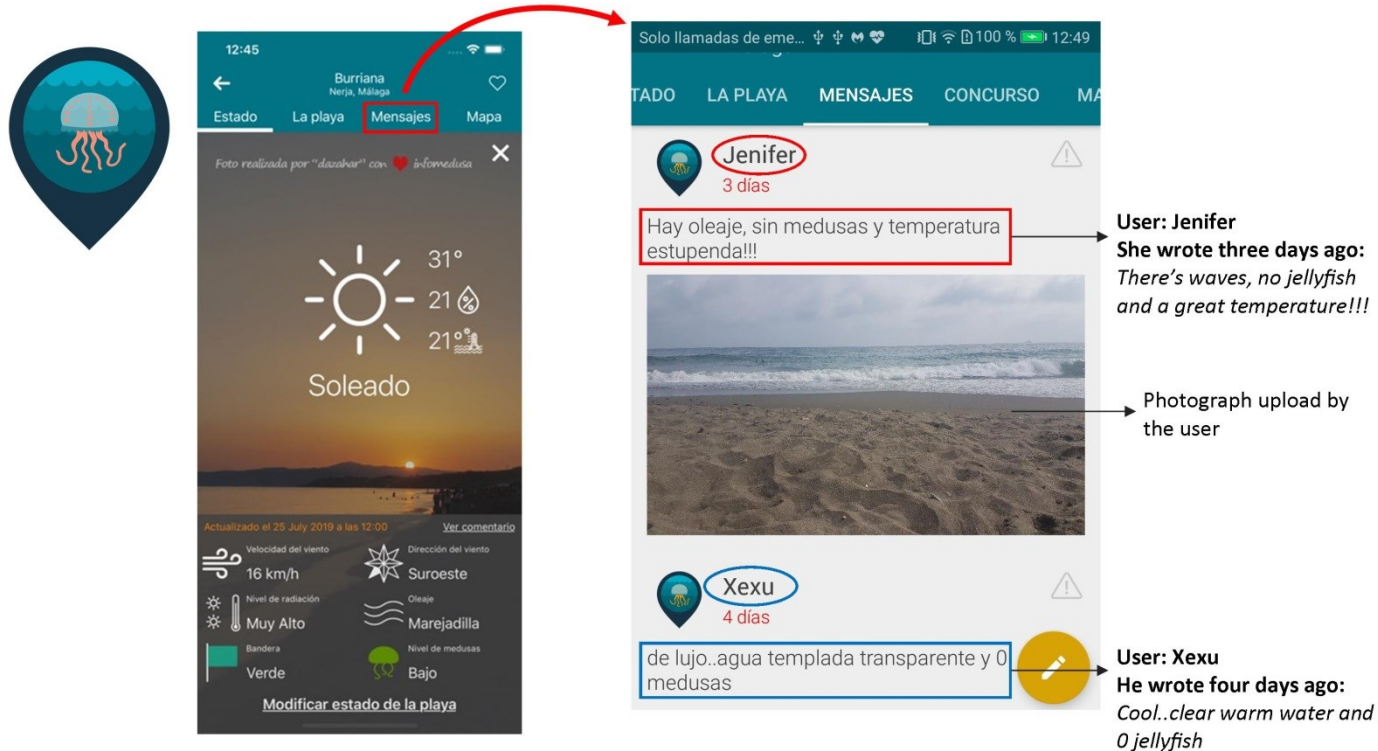 12:45
Burriana
Nerja, Málaga
Estado La playa Mensajes Mapa
Foto realizada por "dazahar" con infomedusa
31°
21
21°
Soleado
Actualizado el 25 July 2019 a las 12:00 Ver comentario
Velocidad del viento
16 km/h
Dirección del viento
Suroeste
Nivel de radiación
Muy Alto
Oleaje
Marejadilla
Bandera
Verde
Nivel de medusas
Bajo
Modificar estado de la playa
Solo llamadas de eme... 100 % 12:49
TADO LA PLAYA MENSAJES CONCURSO MA
Jenifer
3 días
Hay oleaje, sin medusas y temperatura
estupenda!!!
User: Jenifer
She wrote three days ago:
There's waves, no jellyfish
and a great temperature!!!
Photograph upload by
the user
Xexu
4 días
de lujo..agua templada transparente y 0
medusas
User: Xexu
He wrote four days ago:
Cool..clear warm water and
0 jellyfish